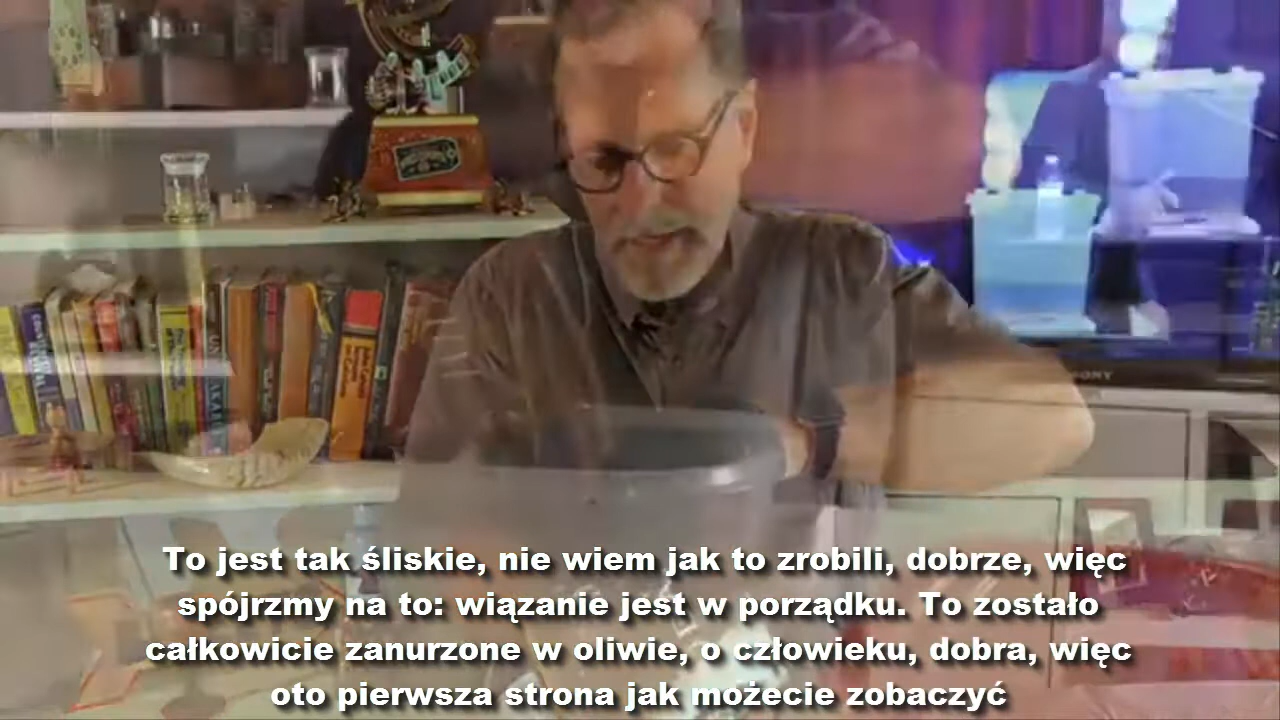 SONY
To jest tak śliskie, nie wiem jak to zrobili, dobrze, więc
spójrzmy na to: wiązanie jest w porządku. To zostało
całkowicie zanurzone w oliwie, o człowieku, dobra, więc
oto pierwsza strona jak możecie zobaczyć